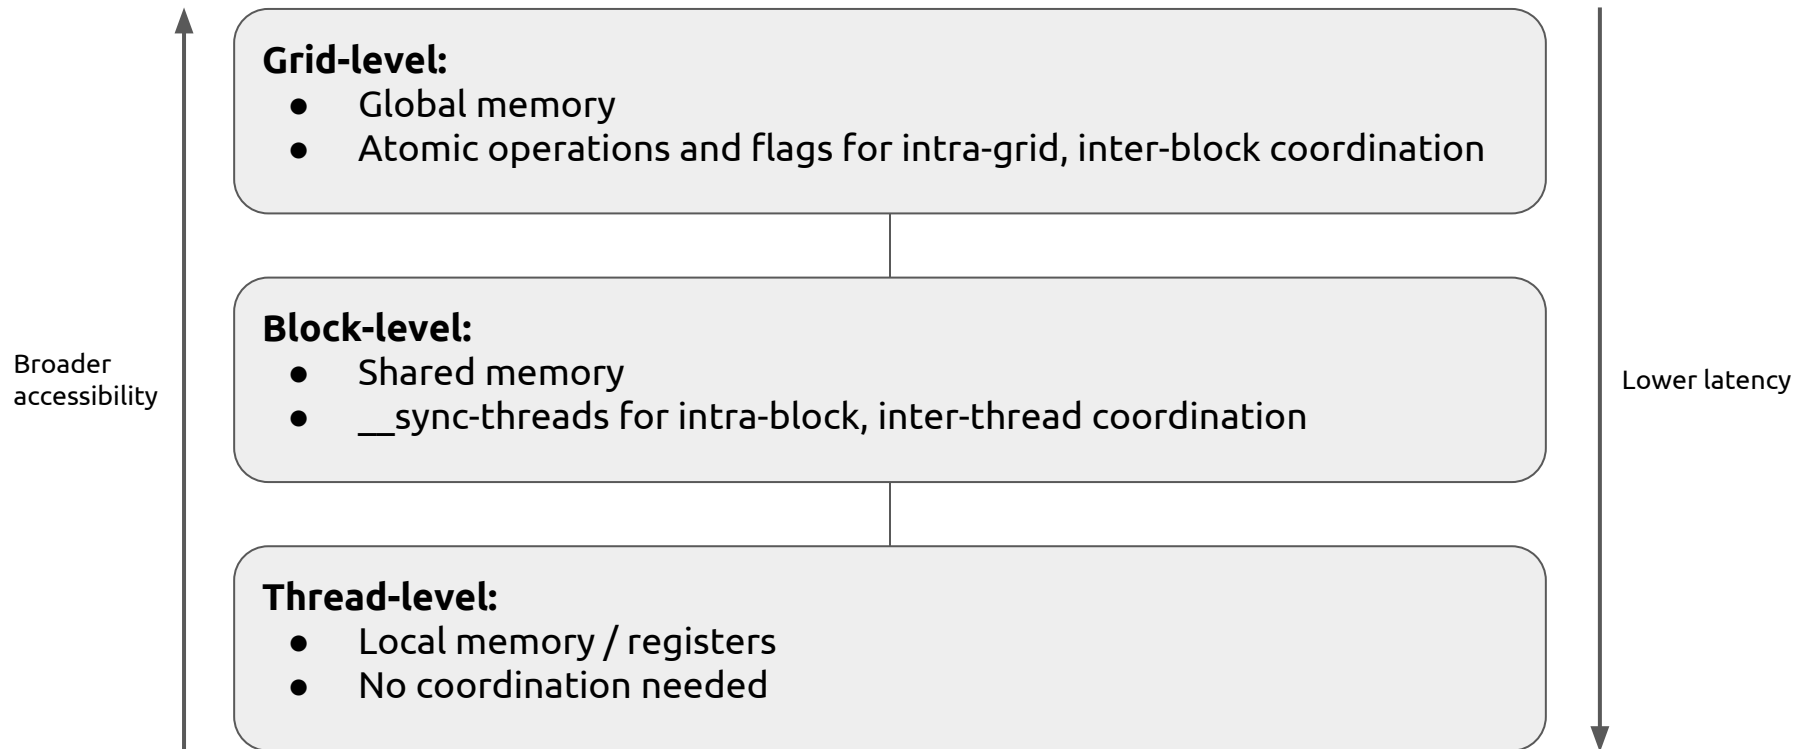 Grid-level:
● Global memory
● Atomic operations and flags for intra-grid, inter-block coordination
Block-level:
● Shared memory
● __sync-threads for intra-block, inter-thread coordination
Broader
accessibility
Lower latency
Thread-level:
● Local memory / registers
● No coordination needed